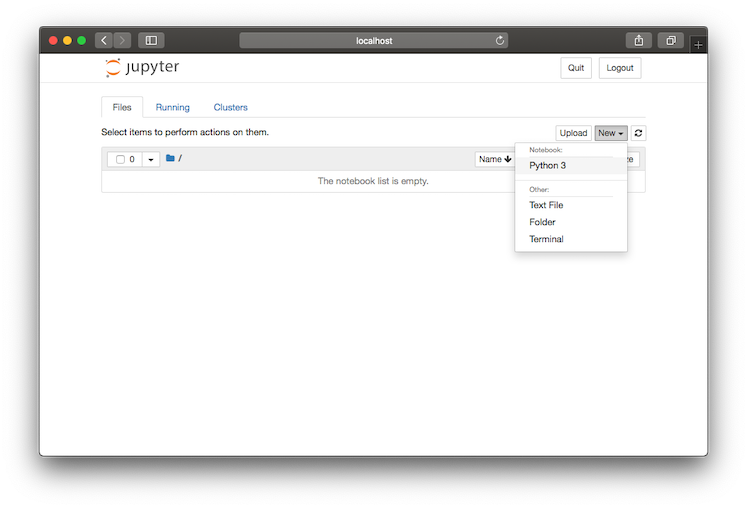 localhost
jupyter
Quit Logout
Files Running Clusters
Select items to perform actions on them.
Upload New
Notebook:
0 / Name
Python 3
The notebook list is empty.
Other:
Text File
Folder
Terminal